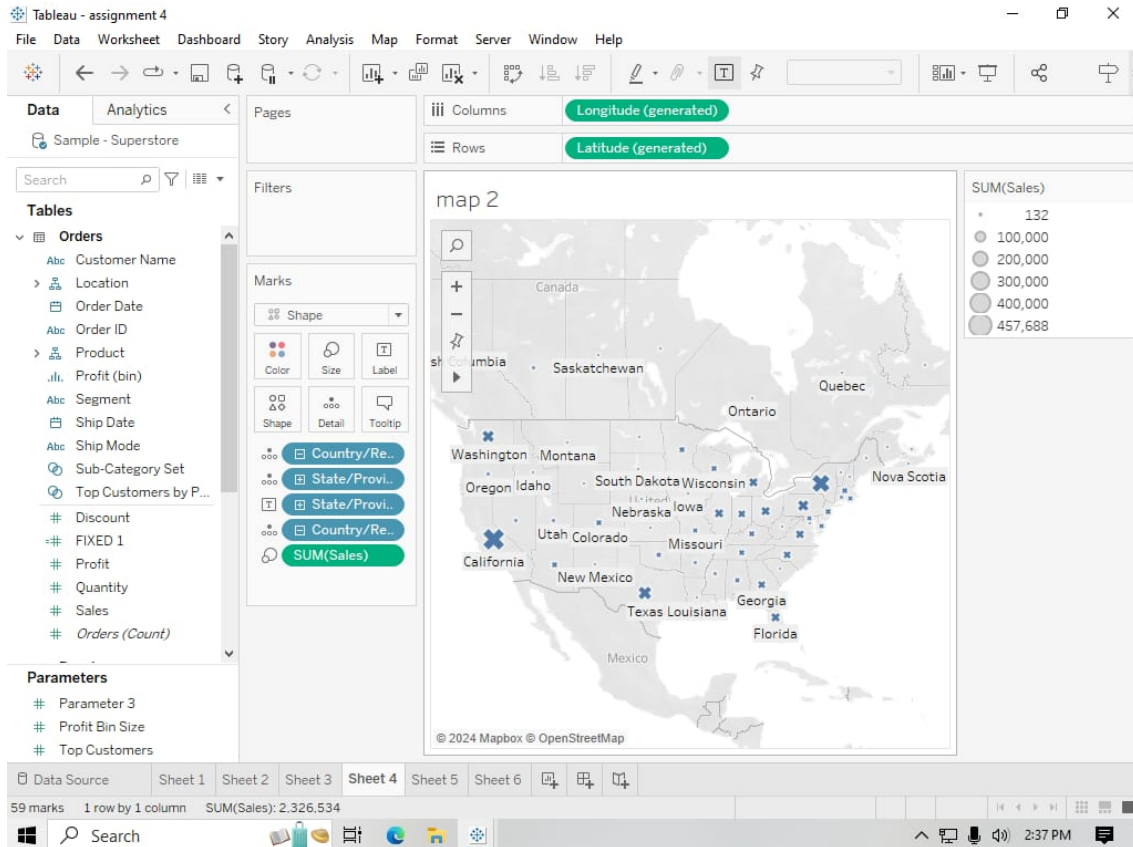 Tableau - assignment 4
File Data Worksheet Dashboard Story Analysis Map Format Server Window Help
Data Analytics
Sample - Superstore
Search
Tables
Orders
Abc Customer Name
Location
Order Date
Abc Order ID
Product
Profit (bin)
Abc Segment
Ship Date
Abc Ship Mode
Sub-Category Set
Top Customers by P...
# Discount
=# FIXED 1
# Profit
# Quantity
# Sales
# Orders (Count)
Parameters
# Parameter 3
# Profit Bin Size
# Top Customers
Pages
Filters
Marks
Shape
Color Size Label
Shape Detail Tooltip
Country/Re..
State/Provi..
State/Provi..
Country/Re..
SUM(Sales)
Columns Longitude (generated)
Rows Latitude (generated)
map 2
Canada
Saskatchewan
Quebec
Ontario
Washington Montana
Nova Scotia
Oregon Idaho South Dakota Wisconsin
Nebraska Iowa
Utah Colorado Missouri
California
New Mexico
Texas Louisiana Georgia
Florida
Mexico
© 2024 Mapbox © OpenStreetMap
SUM(Sales)
132
100,000
200,000
300,000
400,000
457,688
Data Source Sheet 1 Sheet 2 Sheet 3 Sheet 4 Sheet 5 Sheet 6
59 marks 1 row by 1 column SUM(Sales): 2,326,534
Search 2:37 PM